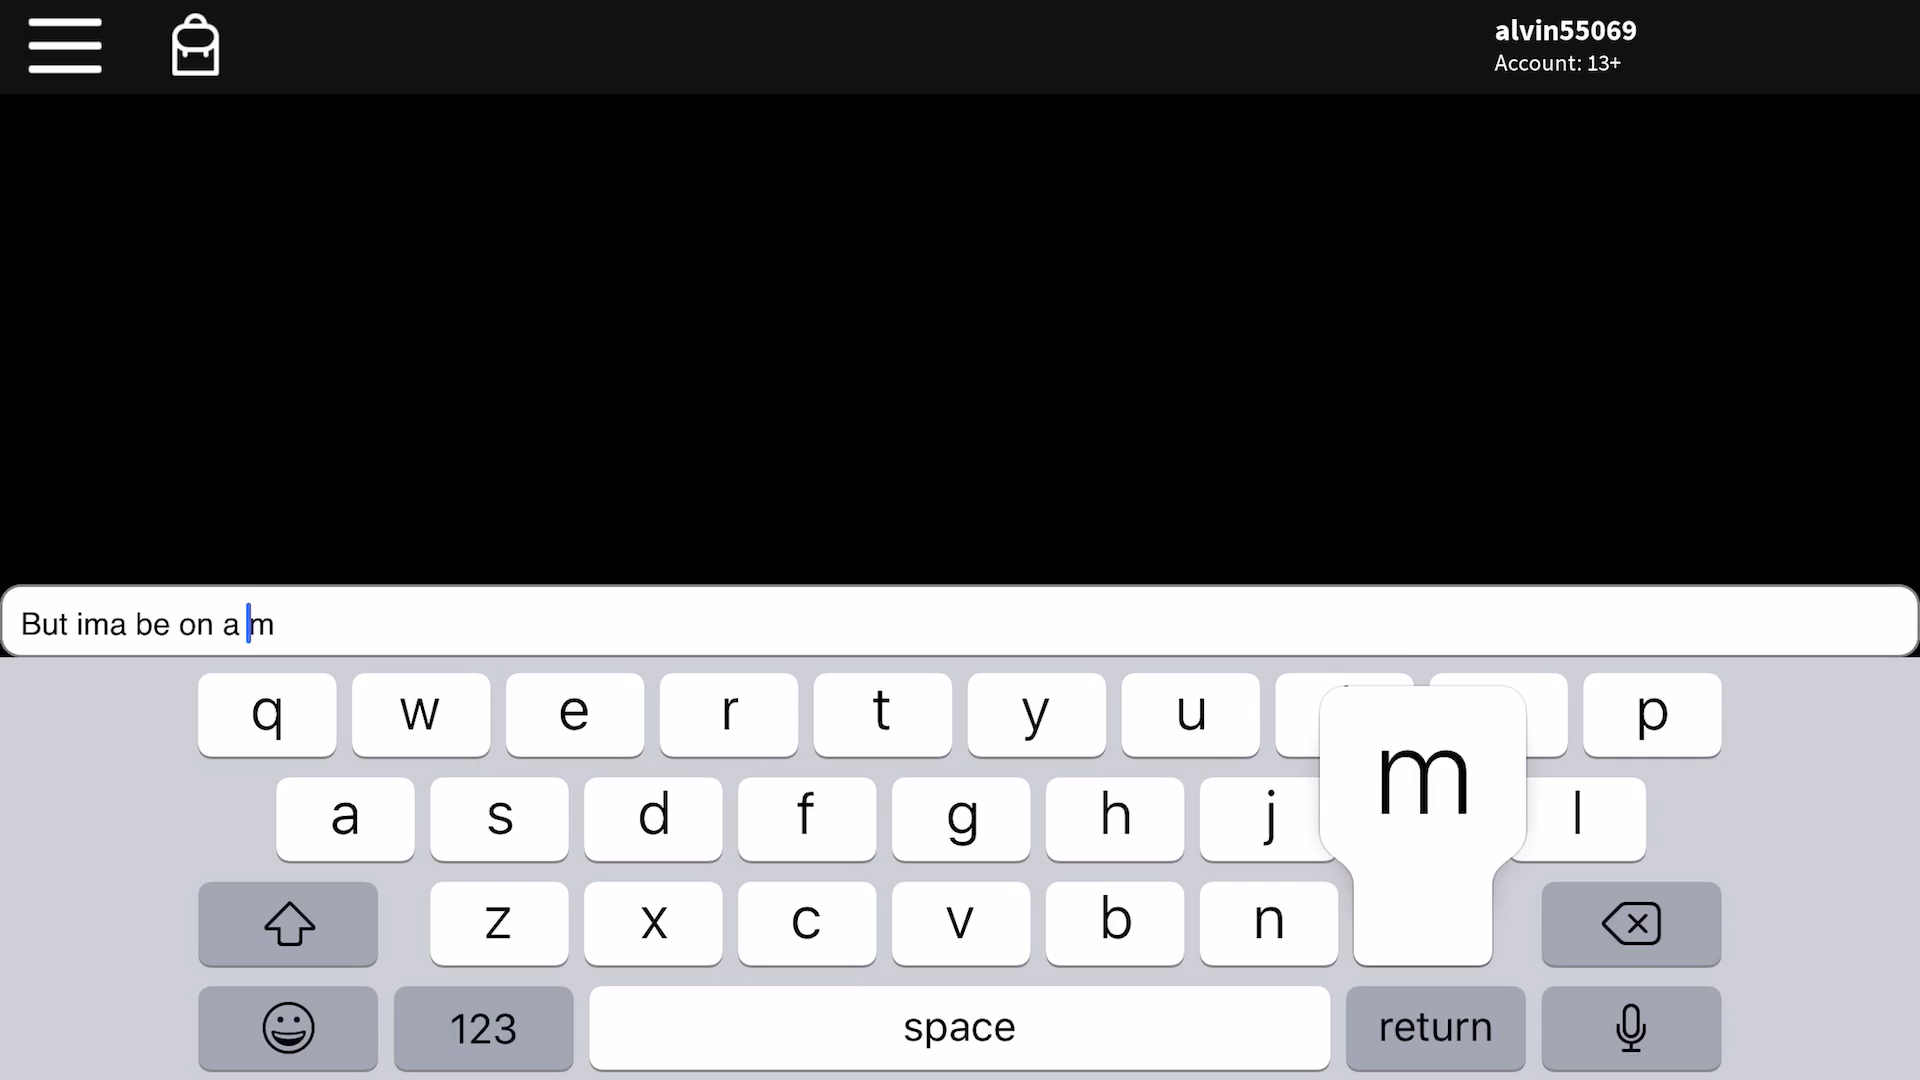 alvin55069
Account: 13+
But ima be on a m
q w e r t y u p
a s d f g h j m l
z x c v b n
123 space return